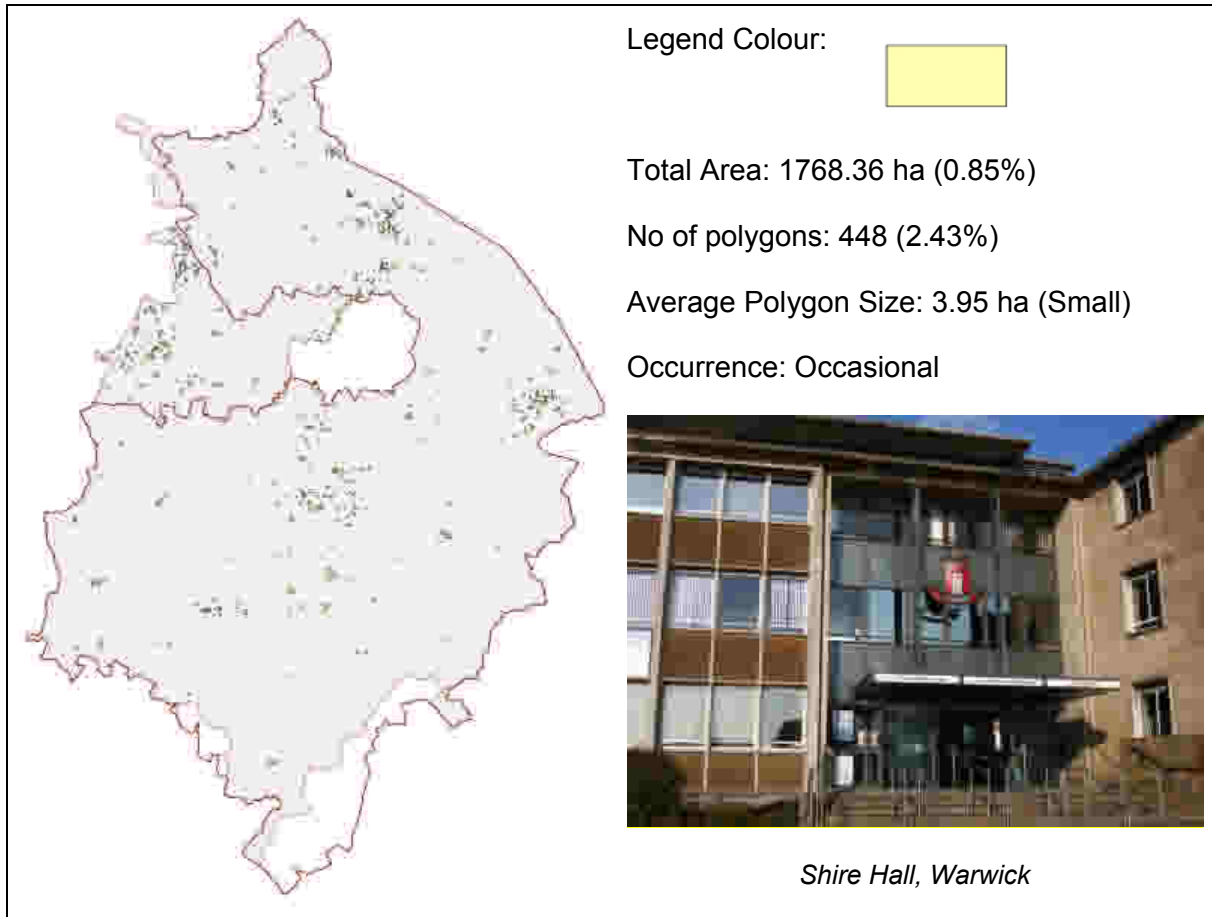 Legend Colour:
Total Area: 1768.36 ha (0.85%)
No of polygons: 448 (2.43%)
Average Polygon Size: 3.95 ha (Small)
Occurrence: Occasional
Shire Hall, Warwick